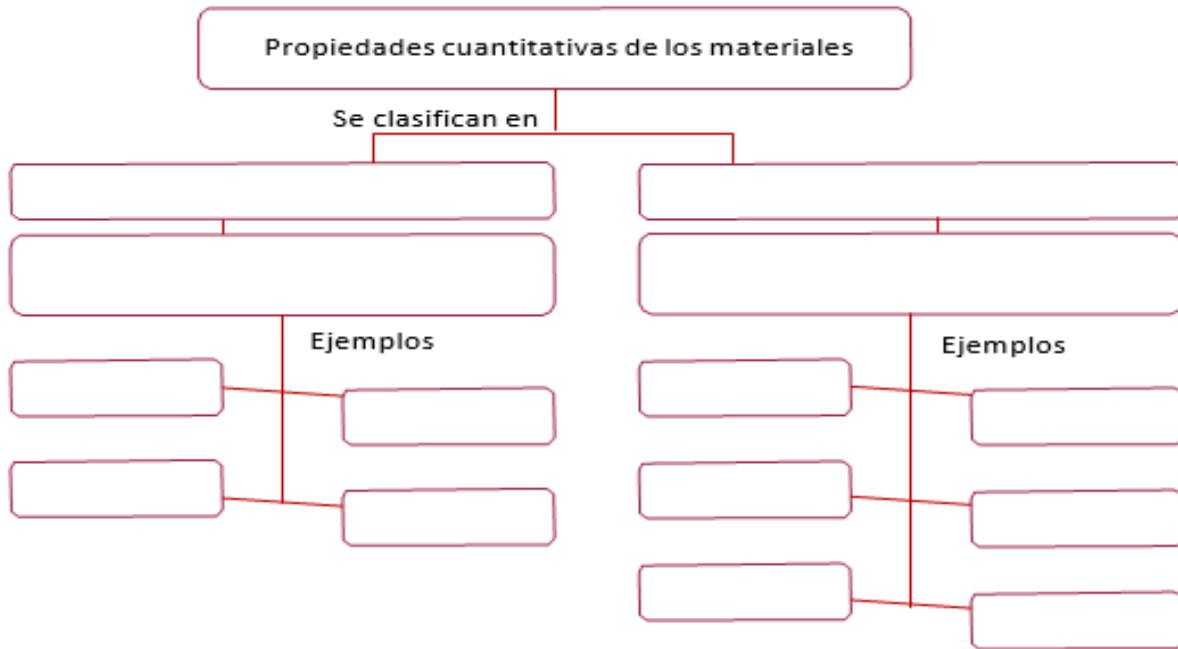 Propiedades cuantitativas de los materiales
Se clasifican en
Ejemplos
Ejemplos